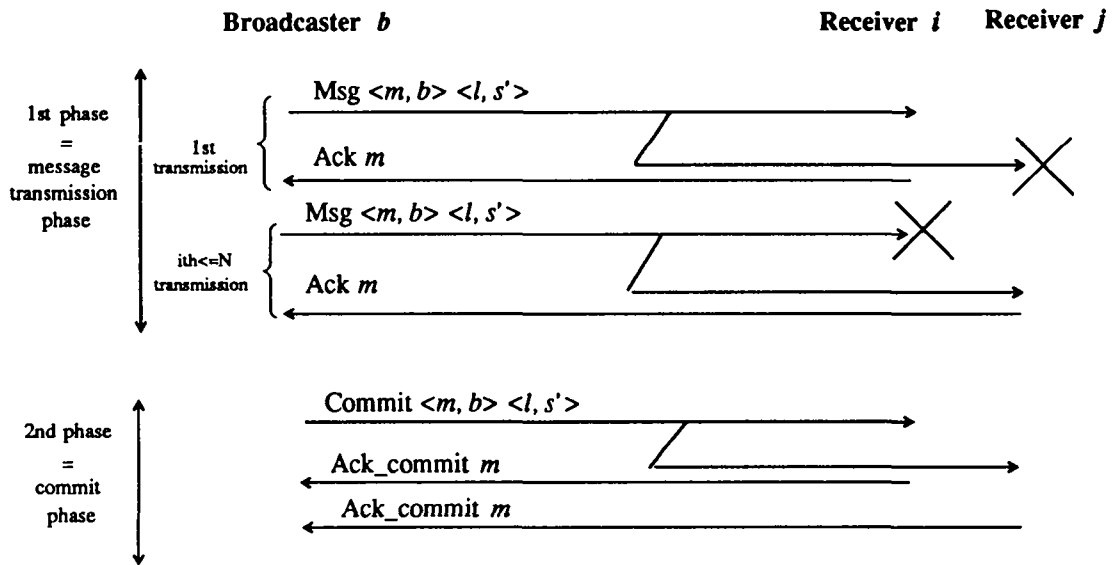 Broadcaster b
Receiver i
Receiver j
1st phase
=
message
transmission
phase
1st
transmission
Msg <m, b> <l, s'>
Ack m
ith<=N
transmission
Msg <m, b> <l, s'>
Ack m
2nd phase
=
commit
phase
Commit <m, b> <l, s'>
Ack_commit m
Ack_commit m